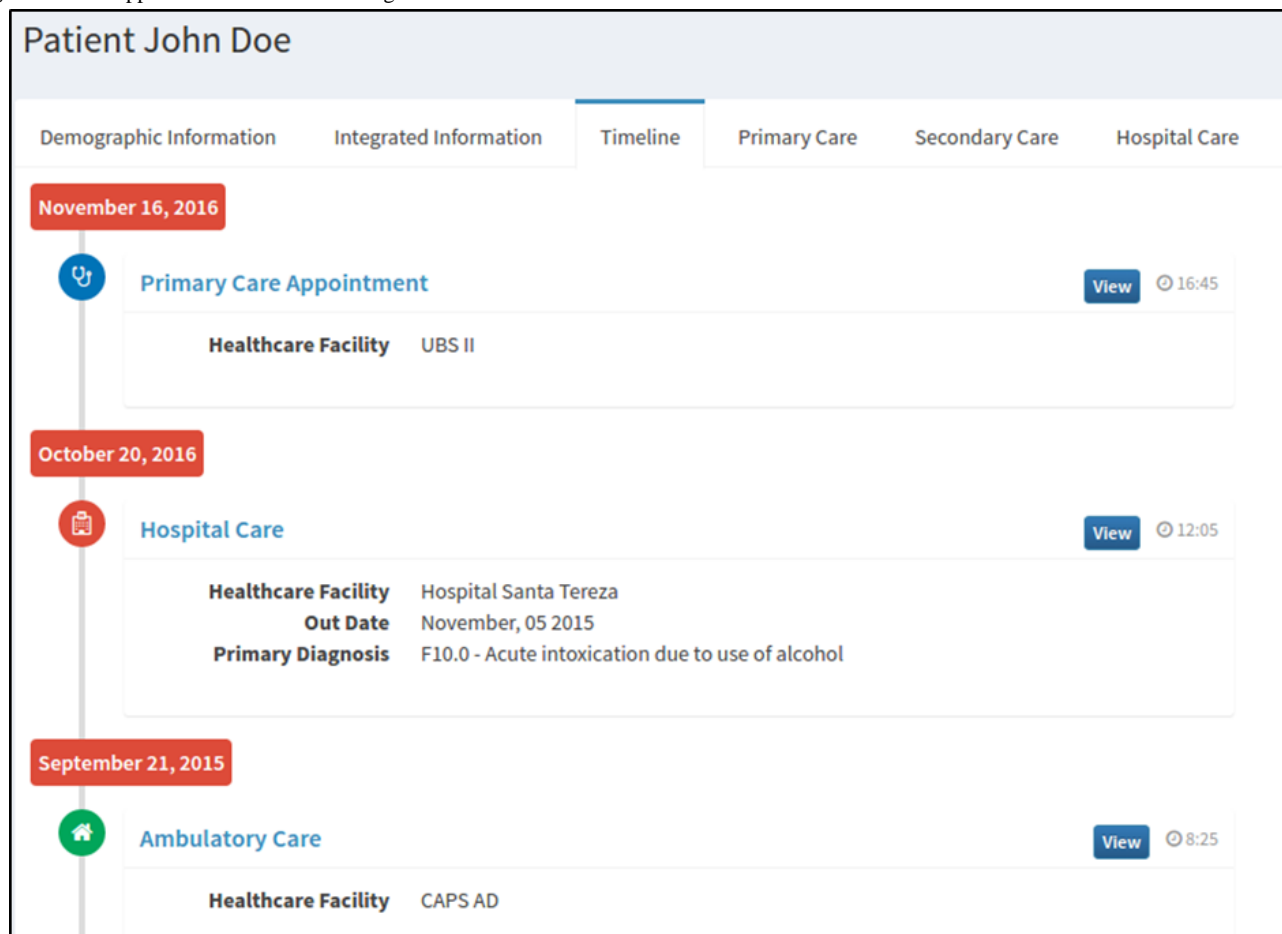 Patient John Doe
Demographic Information Integrated Information Timeline Primary Care Secondary Care Hospital Care
November 16, 2016
Primary Care Appointment View 16:45
Healthcare Facility UBS II
October 20, 2016
Hospital Care View 12:05
Healthcare Facility Hospital Santa Tereza
Out Date November, 05 2015
Primary Diagnosis F10.0 - Acute intoxication due to use of alcohol
September 21, 2015
Ambulatory Care View 8:25
Healthcare Facility CAPS AD